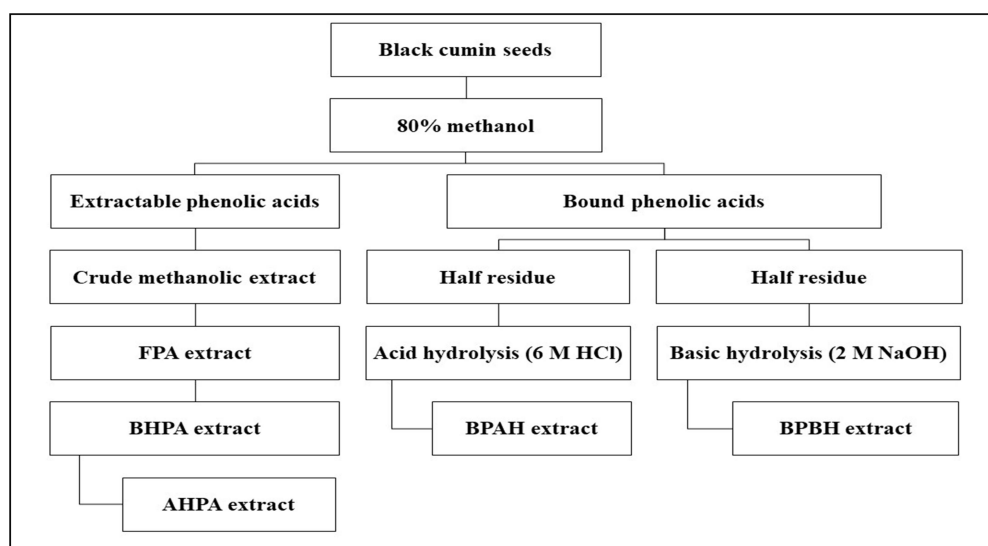 Black cumin seeds
80% methanol
Extractable phenolic acids
Bound phenolic acids
Crude methanolic extract
Half residue
Half residue
FPA extract
Acid hydrolysis (6 M HCl)
Basic hydrolysis (2 M NaOH)
BHPA extract
BPAH extract
BPBH extract
AHPA extract